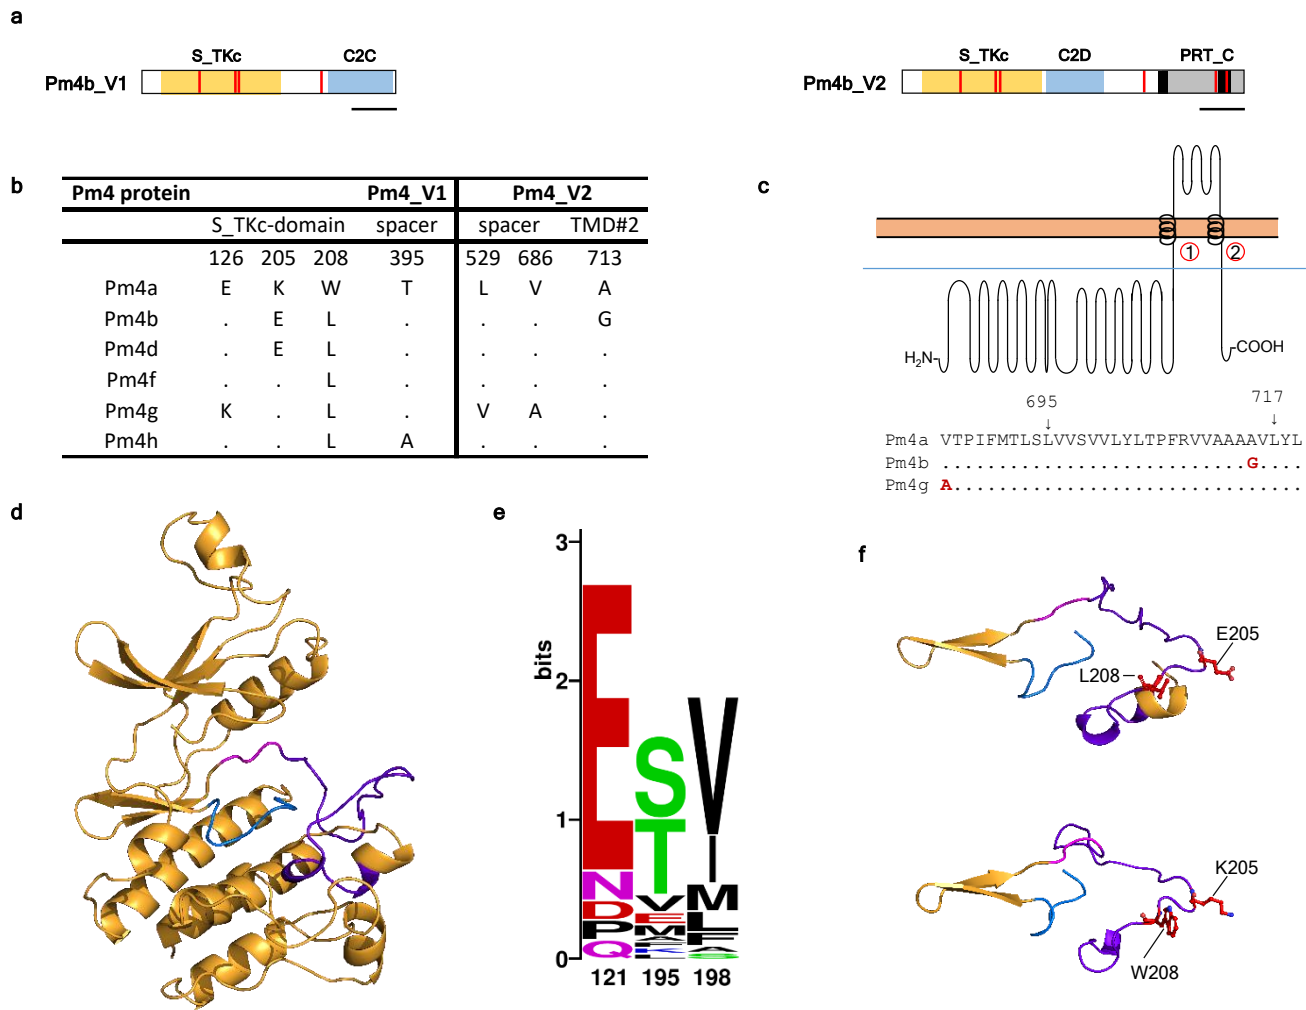 a
S_TKc C2C
Pm4b_V1
S_TKc C2D PRT_C
Pm4b_V2
b
Pm4 protein Pm4_V1 Pm4_V2
S_TKc-domain spacer spacer TMD#2
126 205 208 395 529 686 713
Pm4a E K W T L V A
Pm4b . E L . . . G
Pm4d . E L . . . .
Pm4f . . L . . . .
Pm4g K . L . V A .
Pm4h . . L A . . .
c
1 2
H2N
COOH
695 717
↓ ↓
Pm4a VTPIFMTLSLVVSVVLYLTPFRVVAAAAVLYL
Pm4b ............................G....
Pm4g A................................
d
e
3
2
1
0
bits
E
N
D
P
Q
S
T
V
E
M
A
K
L
V
I
M
L
F
A
121 195 198
f
E205
L208
K205
W208